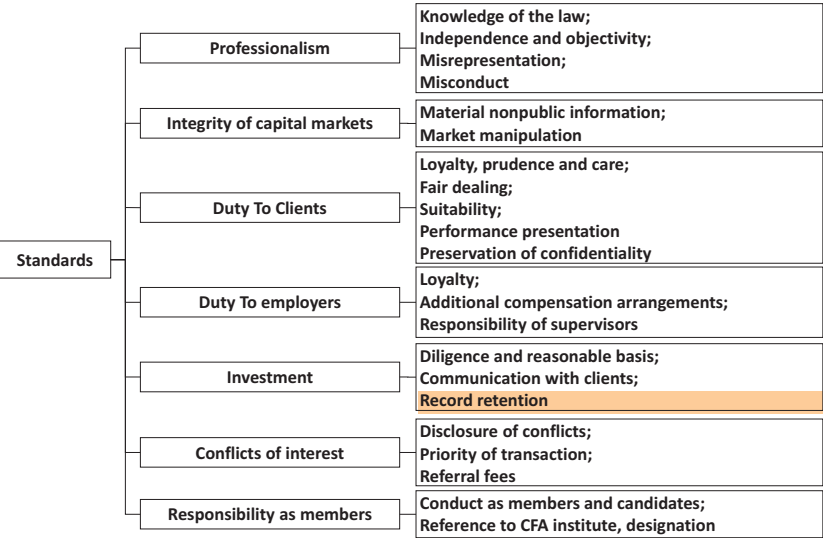 Standards
Professionalism
Knowledge of the law;
Independence and objectivity;
Misrepresentation;
Misconduct
Integrity of capital markets
Material nonpublic information;
Market manipulation
Duty To Clients
Loyalty, prudence and care;
Fair dealing;
Suitability;
Performance presentation
Preservation of confidentiality
Duty To employers
Loyalty;
Additional compensation arrangements;
Responsibility of supervisors
Investment
Diligence and reasonable basis;
Communication with clients;
Record retention
Conflicts of interest
Disclosure of conflicts;
Priority of transaction;
Referral fees
Responsibility as members
Conduct as members and candidates;
Reference to CFA institute, designation